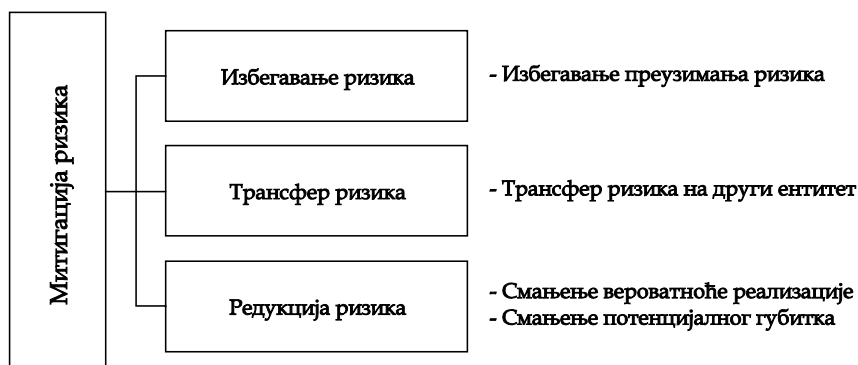 Митигација ризика
Избегавање ризика
- Избегавање преузимања ризика
Трансфер ризика
- Трансфер ризика на други ентитет
Редукција ризика
- Смањење вероватноће реализације
- Смањење потенцијалног губитка